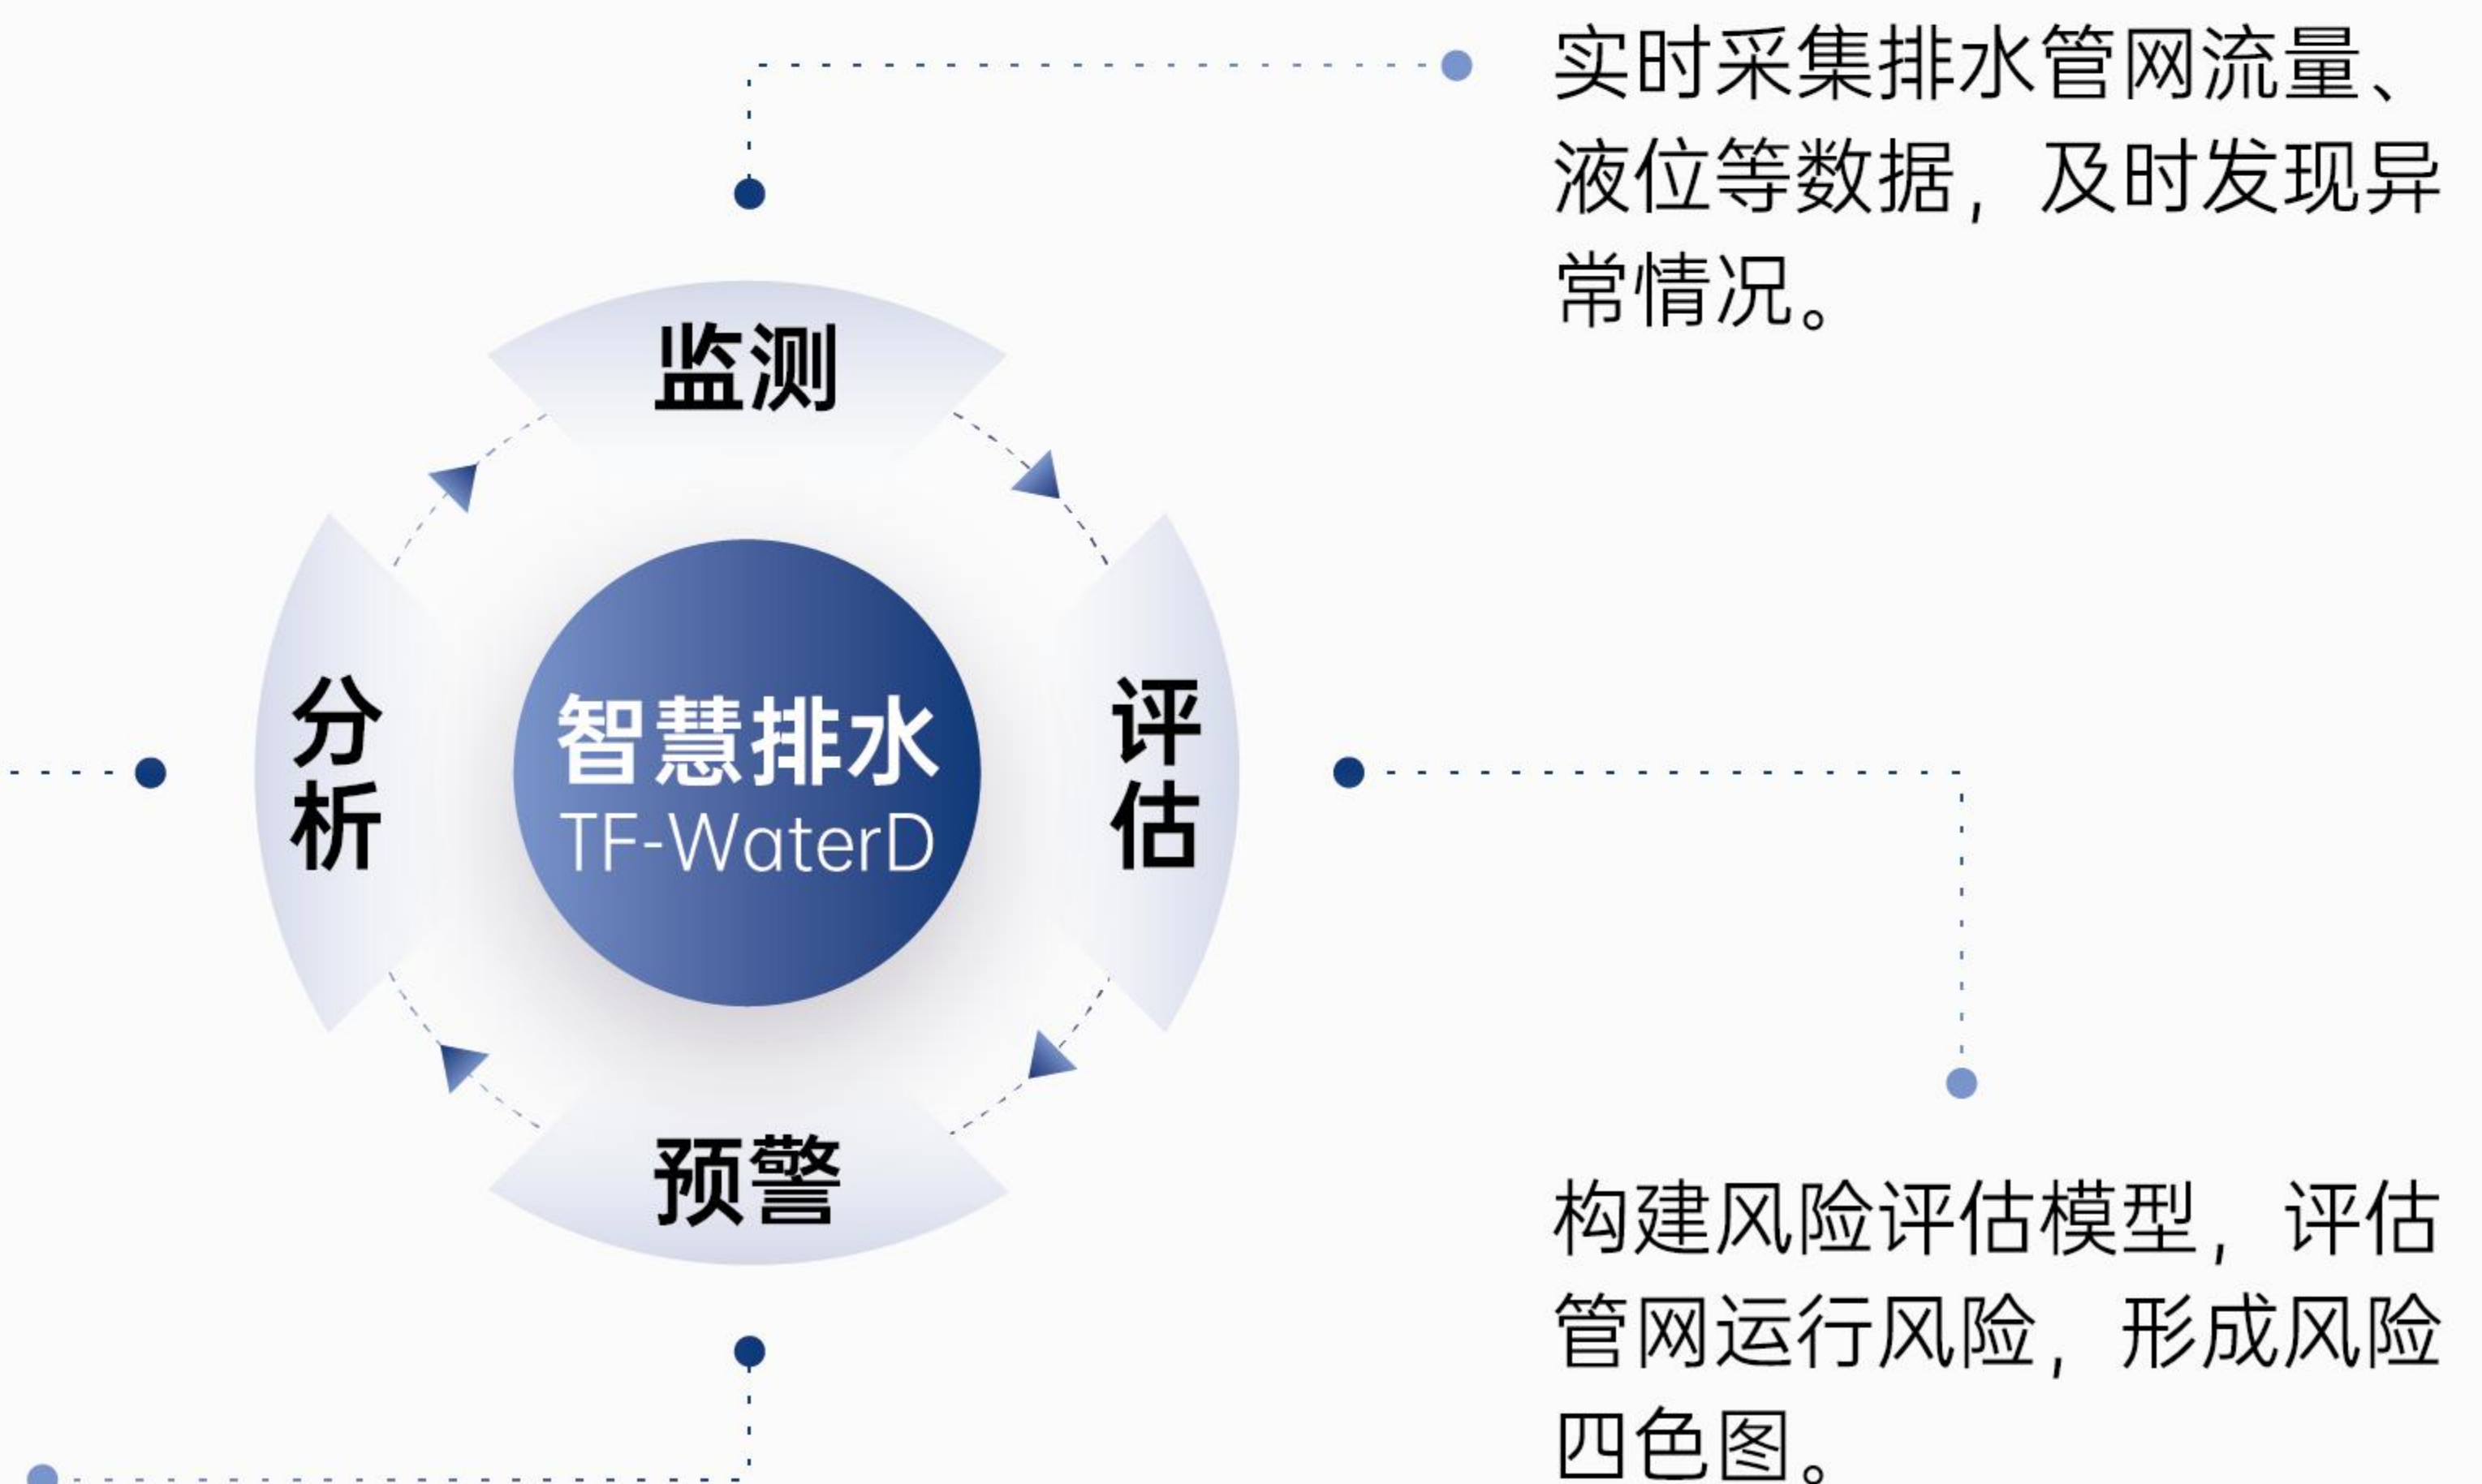 实时采集排水管网流量、
液位等数据，及时发现异
常情况。
监测
分析
智慧排水
TF-WaterD
评估
预警
构建风险评估模型，评估
管网运行风险，形成风险
四色图。